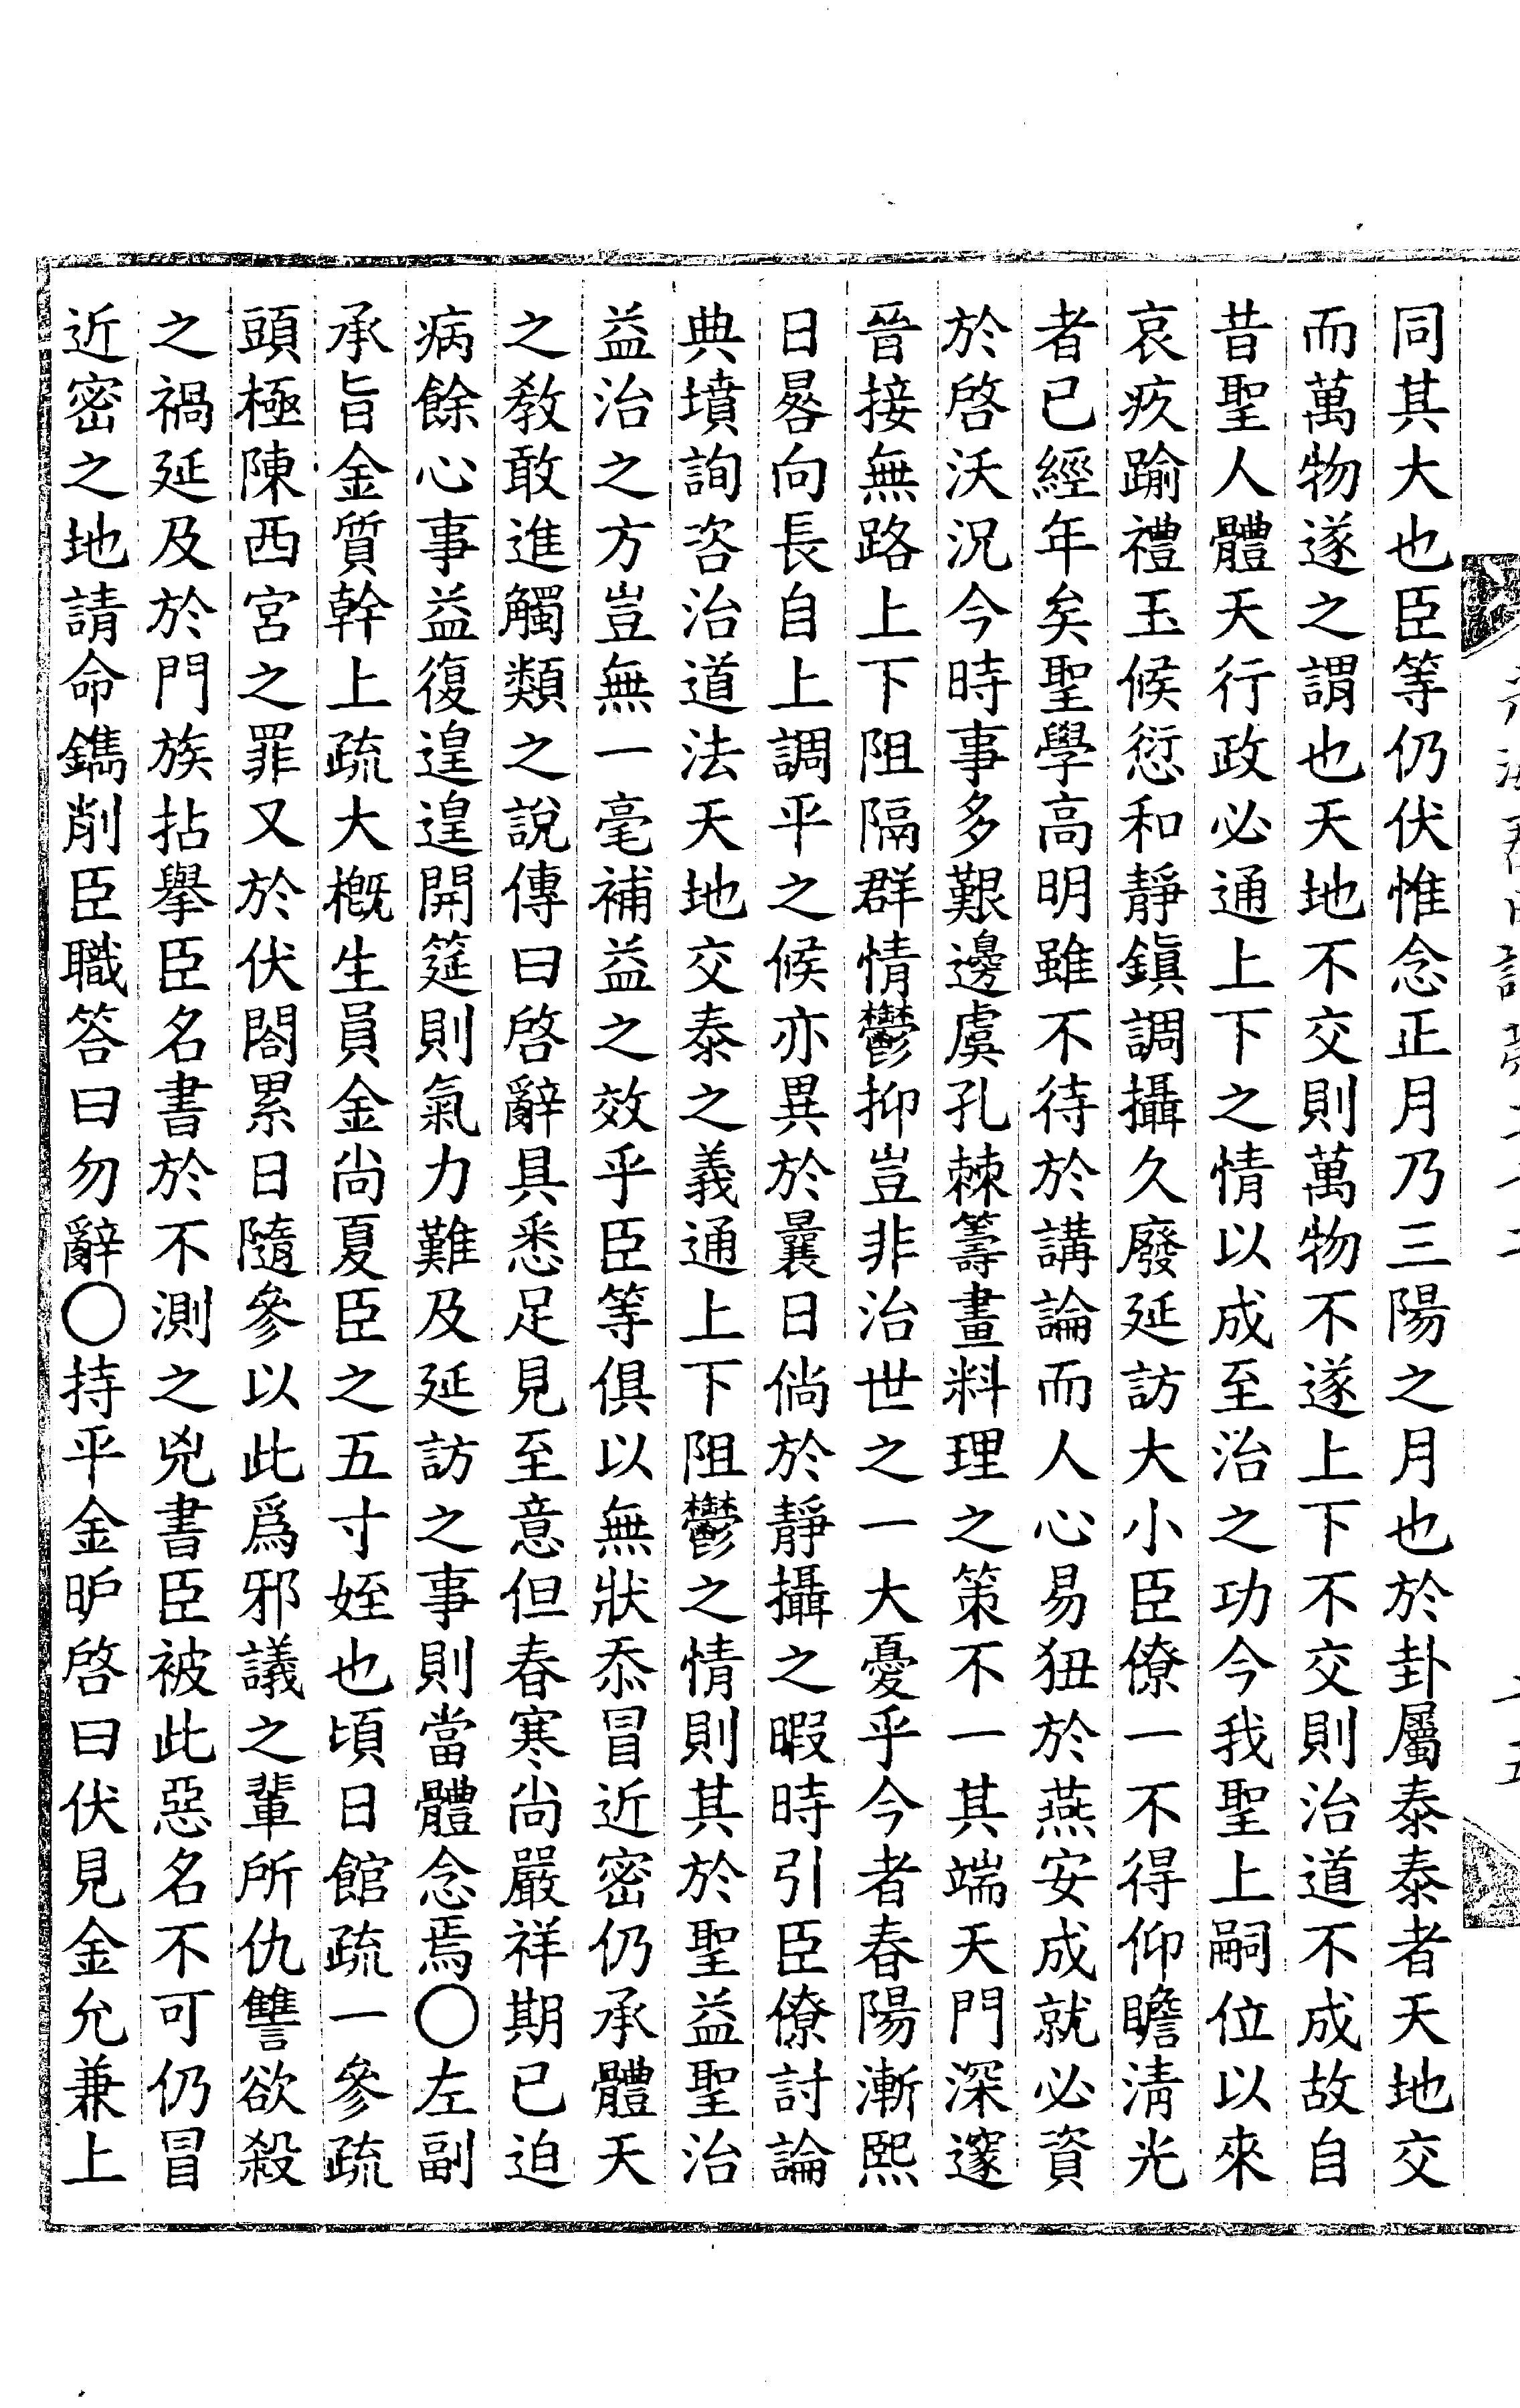 同其大也臣等仍伏惟念正月乃三陽之月也於卦屬泰泰者天地交
而萬物遂之謂也天地不交則萬物不遂上下不交則治道不成故自
昔聖人體天行政必通上下之情以成至治之功今我聖上嗣位以來
哀疚踰禮玉候愆和靜鎭調攝久廢延訪大小臣僚一不得仰瞻淸光
者已經年矣聖學高明雖不待於講論而人心易狃於燕安成就必資
於啓沃況今時事多艱邊虞孔棘籌畫料理之策不一其端天門深邃
晉接無路上下阻隔群情鬱抑豈非治世之一大憂乎今者春陽漸熙
日晷向長自上調平之候亦異於曩日倘於靜攝之暇時引臣僚討論
典墳詢咨治道法天地交泰之義通上下阻鬱之情則其於聖益聖治
益治之方豈無一毫補益之效乎臣等俱以無狀忝冒近密仍承體天
之敎敢進觸類之說傳曰啓辭具悉足見至意但春寒尙嚴祥期已迫
病餘心事益復遑遑開筵則氣力難及延訪之事則當體念焉〇左副
承旨金質幹上疏大槪生員金尙夏臣之五寸姪也頃日館疏一參疏
頭極陳西宮之罪又於伏閤累日隨參以此爲邪議之輩所仇讐欲殺
之禍延及於門族拈擧臣名書於不測之兇書臣被此惡名不可仍冒
近密之地請命鐫削臣職答曰勿辭〇持平金昈啓曰伏見金允兼上